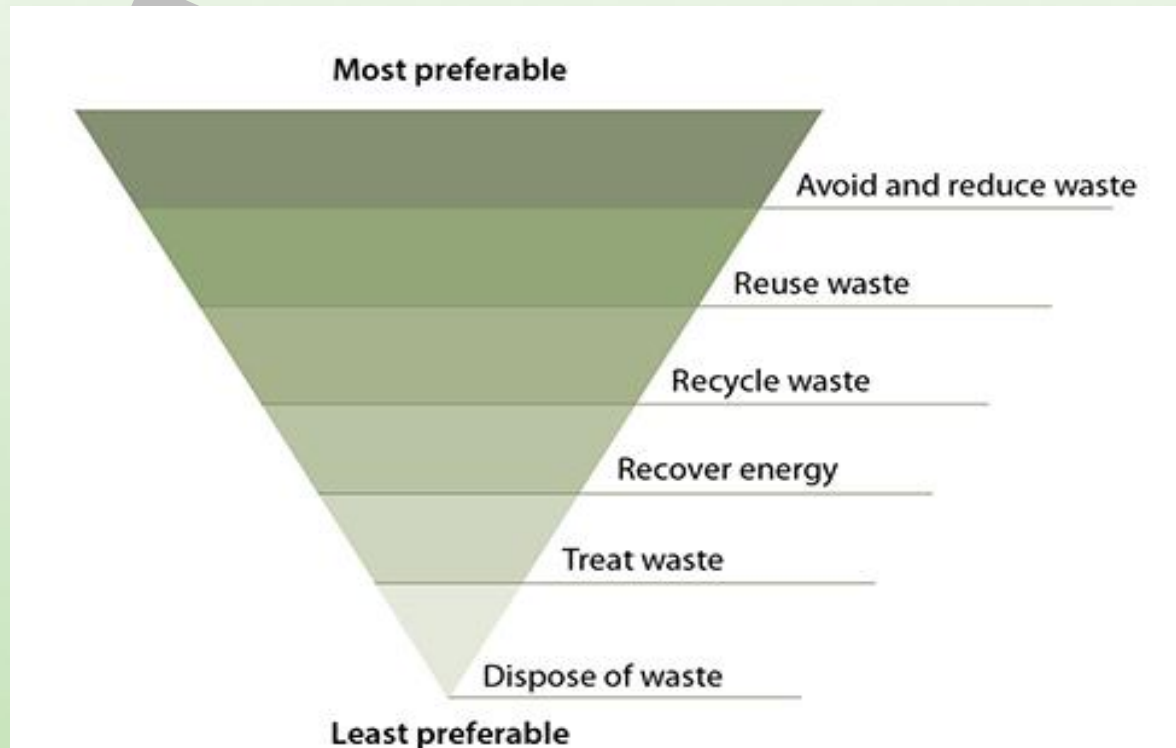 Most preferable
Avoid and reduce waste
Reuse waste
Recycle waste
Recover energy
Treat waste
Dispose of waste
Least preferable